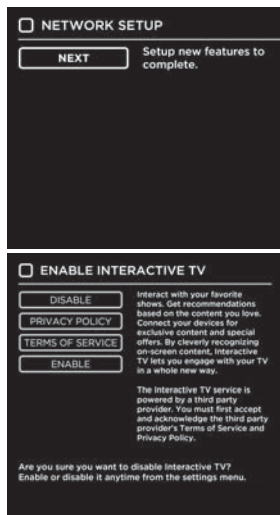 NETWORK SETUP
NEXT
Setup new features to
complete.
ENABLE INTERACTIVE TV
DISABLE
PRIVACY POLICY
TERMS OF SERVICE
ENABLE
Interact with your favorite
shows. Get recommendations
based on the content you love.
Connect your devices for
exclusive content and special
offers. By cleverly recognizing
on-screen content, Interactive
TV lets you engage with your TV
in a whole new way.
The Interactive TV service is
powered by a third party
provider. You must first accept
and acknowledge the third party
provider's Terms of Service and
Privacy Policy.
Are you sure you want to disable Interactive TV?
Enable or disable it anytime from the settings menu.